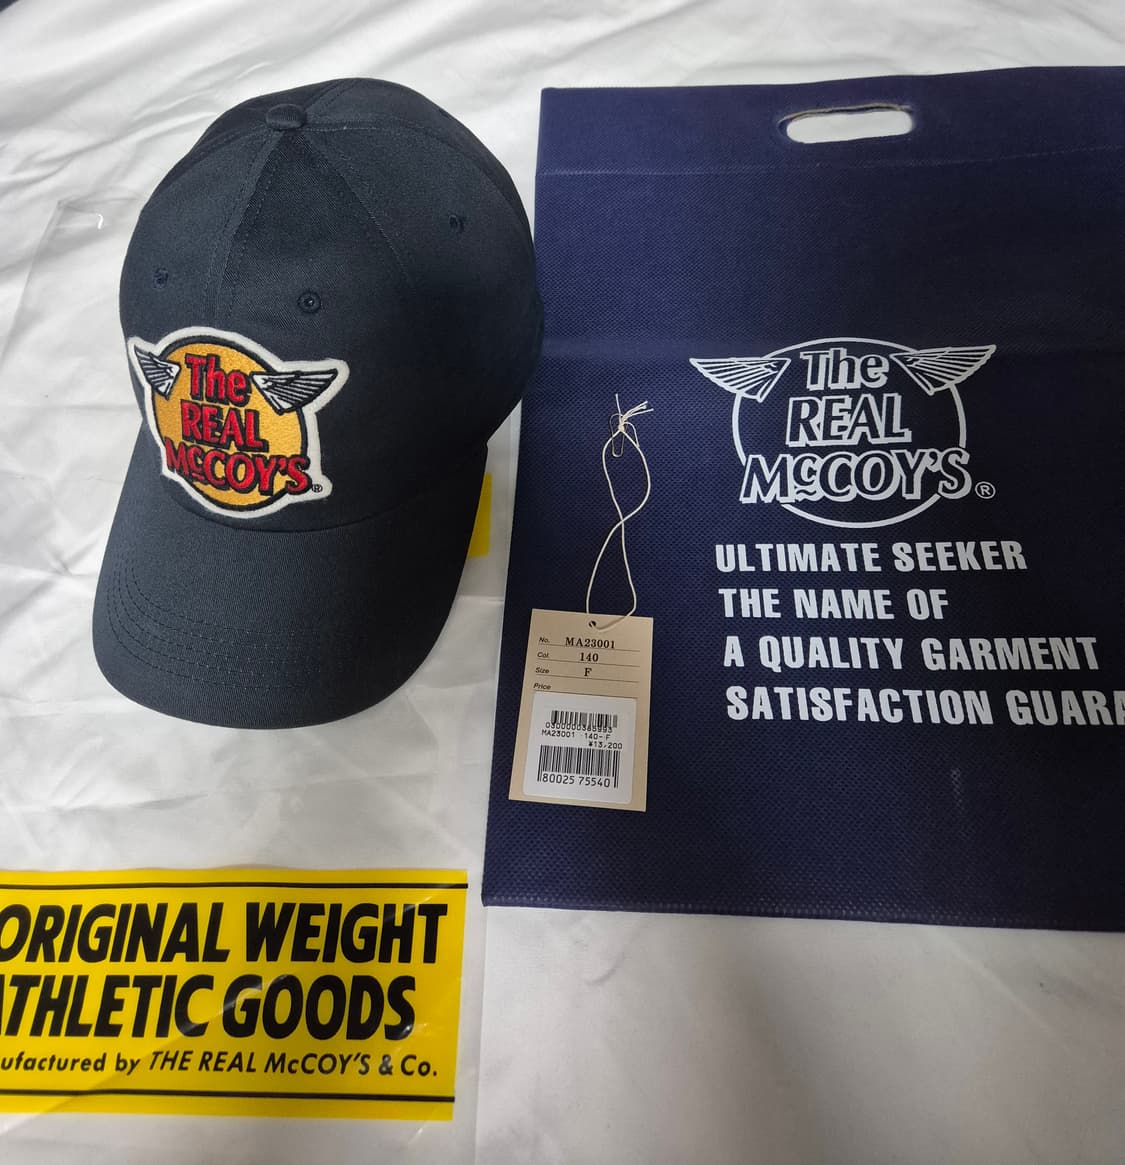 The
REAL
McCOY'S®
The
REAL
McCOY'S®
ULTIMATE SEEKER
THE NAME OF
A QUALITY GARMENT
SATISFACTION GUARA
No. MA23001
Col. 140
Size F
Price
0300000385993
MA23001 140-F
¥13,200
80025 75540
ORIGINAL WEIGHT
ATHLETIC GOODS
ufactured by THE REAL McCOY'S & Co.